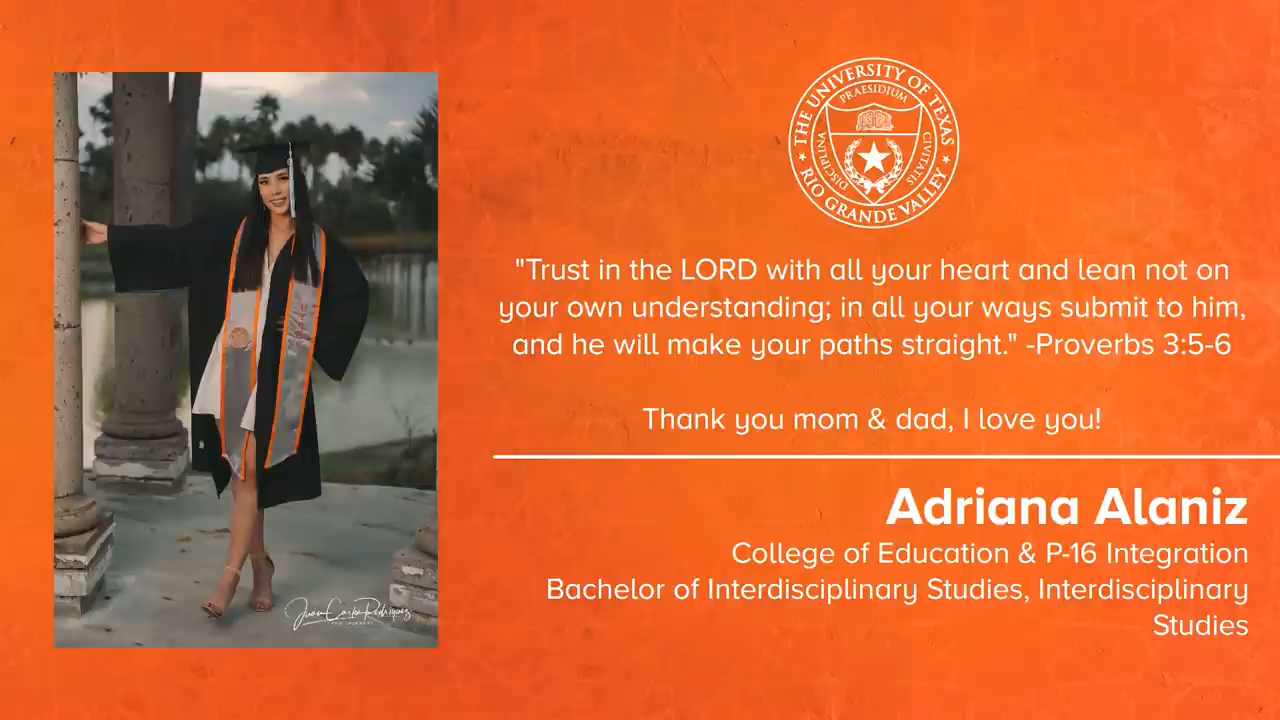 THE UNIVERSITY OF TEXAS
PRAESIDIUM
DISCIPLINA
CIVITATIS
RIO GRANDE VALLEY
"Trust in the LORD with all your heart and lean not on
your own understanding; in all your ways submit to him,
and he will make your paths straight." -Proverbs 3:5-6
Thank you mom & dad, I love you!
Adriana Alaniz
College of Education & P-16 Integration
Bachelor of Interdisciplinary Studies, Interdisciplinary
Studies
Juan Carlos Rodriguez